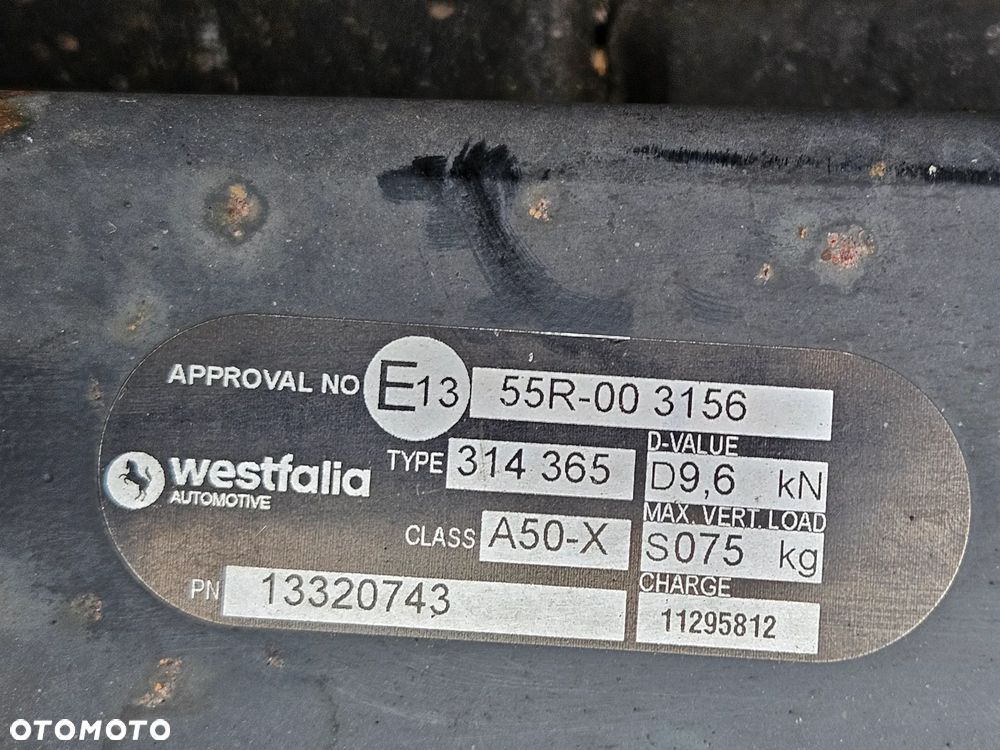 APPROVAL NO E13 55R-00 3156
westfalia
AUTOMOTIVE
TYPE 314 365
D-VALUE
D9,6 kN
CLASS A50-X
MAX. VERT. LOAD
S075 kg
PN 13320743
CHARGE
11295812
OTOMOTO